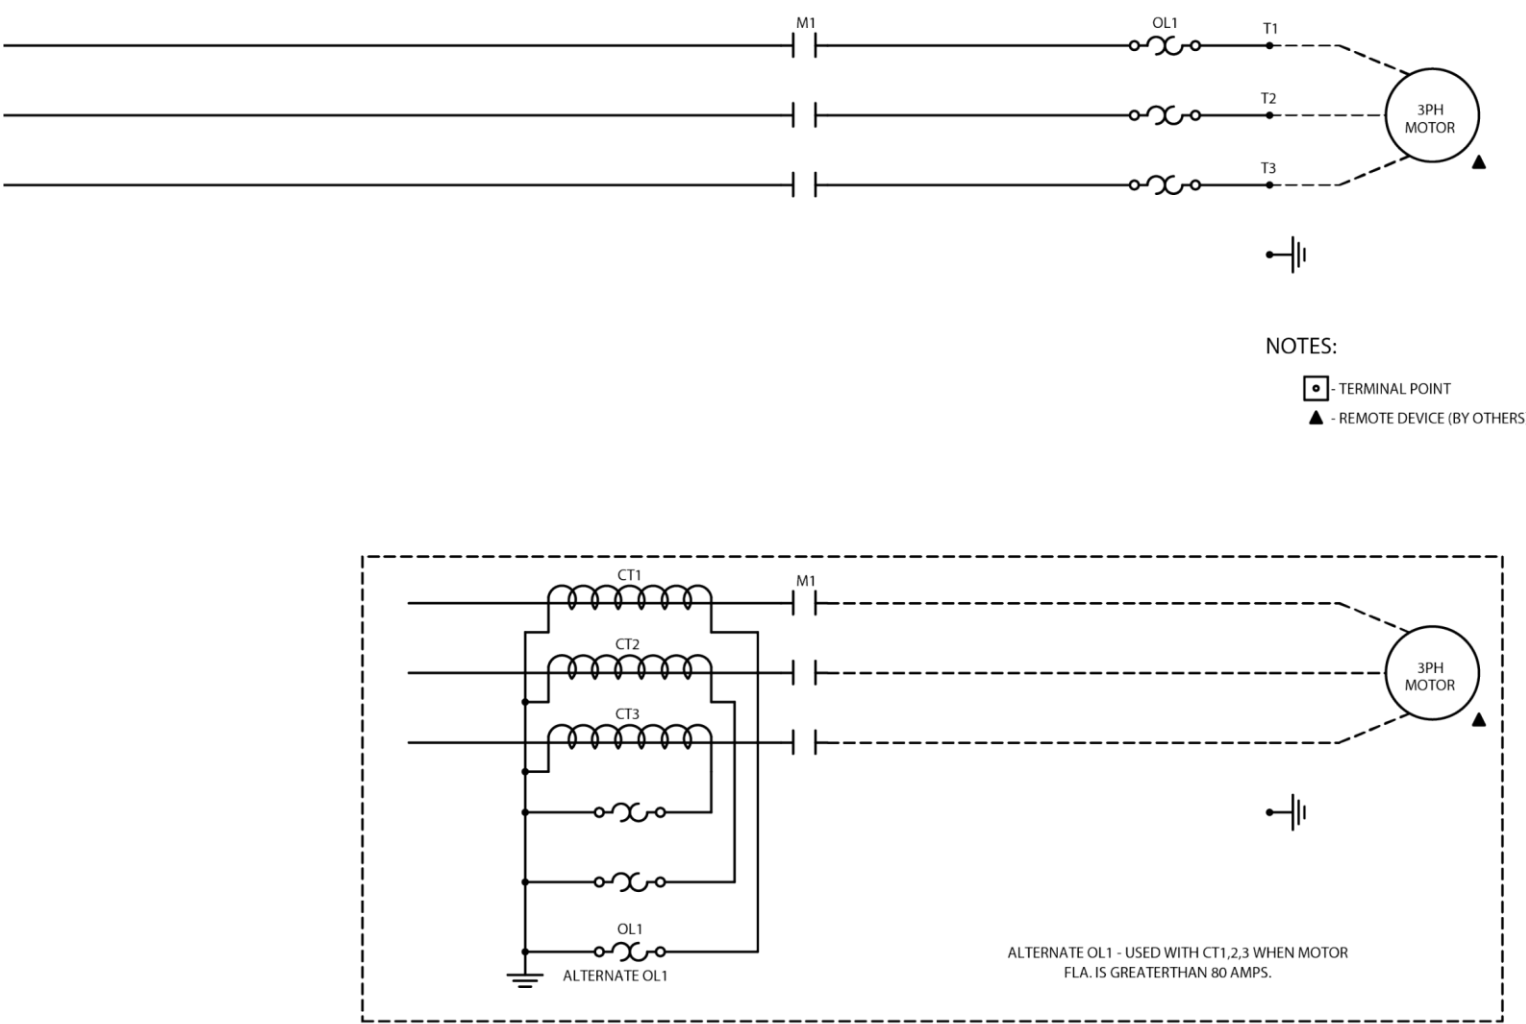 M1
OL1
T1
T2
3PH
MOTOR
T3
NOTES:
- TERMINAL POINT
- REMOTE DEVICE (BY OTHERS
CT1
M1
CT2
3PH
MOTOR
CT3
OL1
ALTERNATE OL1
ALTERNATE OL1 - USED WITH CT1,2,3 WHEN MOTOR
FLA. IS GREATERTHAN 80 AMPS.